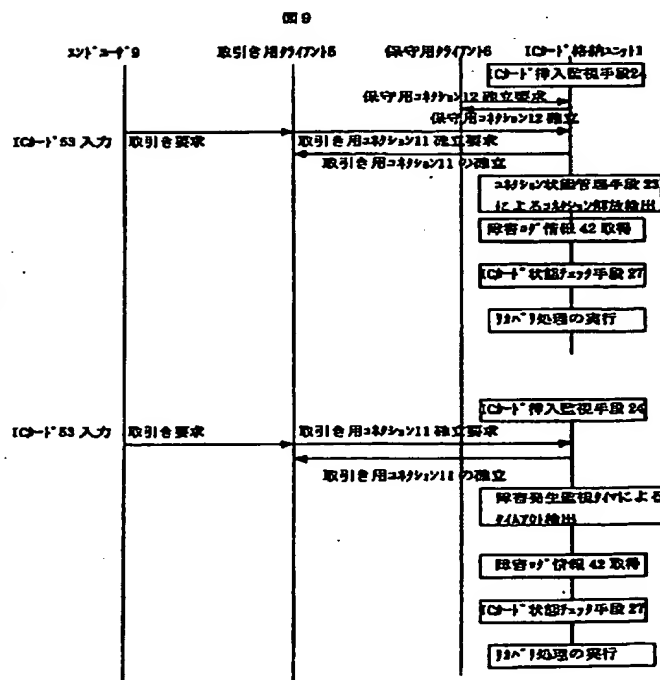 図9
エンドユーザ9
取引き用クライアント5
保守用クライアント6
ICカード格納ユニット1
ICカード挿入監視手段24
保守用コネクション12 確立要求
保守用コネクション12 確立
ICカード53 入力
取引き要求
取引き用コネクション11 確立要求
取引き用コネクション11 の確立
コネクション状態管理手段 23
によるコネクション解放検出
障害ログ情報 42 取得
ICカード状態チェック手段 27
リカバリ処理の実行
ICカード挿入監視手段 24
ICカード53 入力
取引き要求
取引き用コネクション11 確立要求
取引き用コネクション11 の確立
障害発生監視タイマによる
タイムアウト検出
障害ログ情報 42 取得
ICカード状態チェック手段 27
リカバリ処理の実行